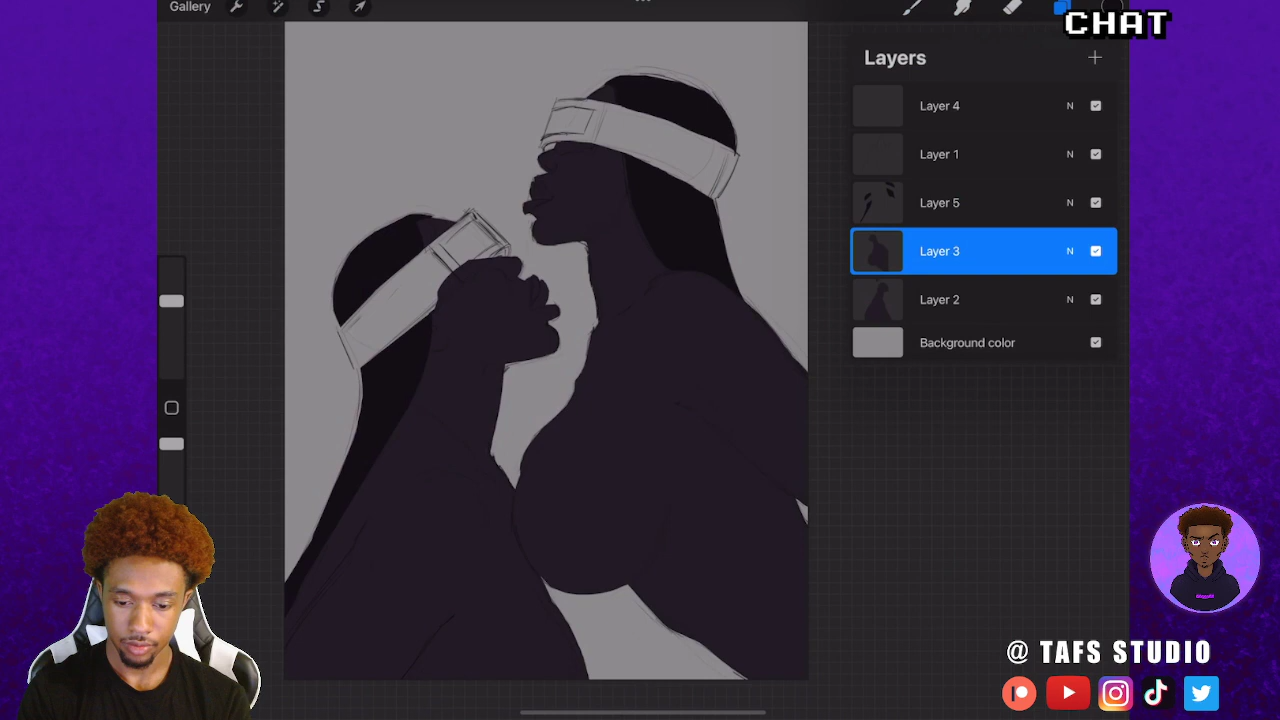 Gallery
CHAT
Layers
Layer 4 N
Layer 1 N
Layer 5 N
Layer 3 N
Layer 2 N
Background color
@ TAFS STUDIO